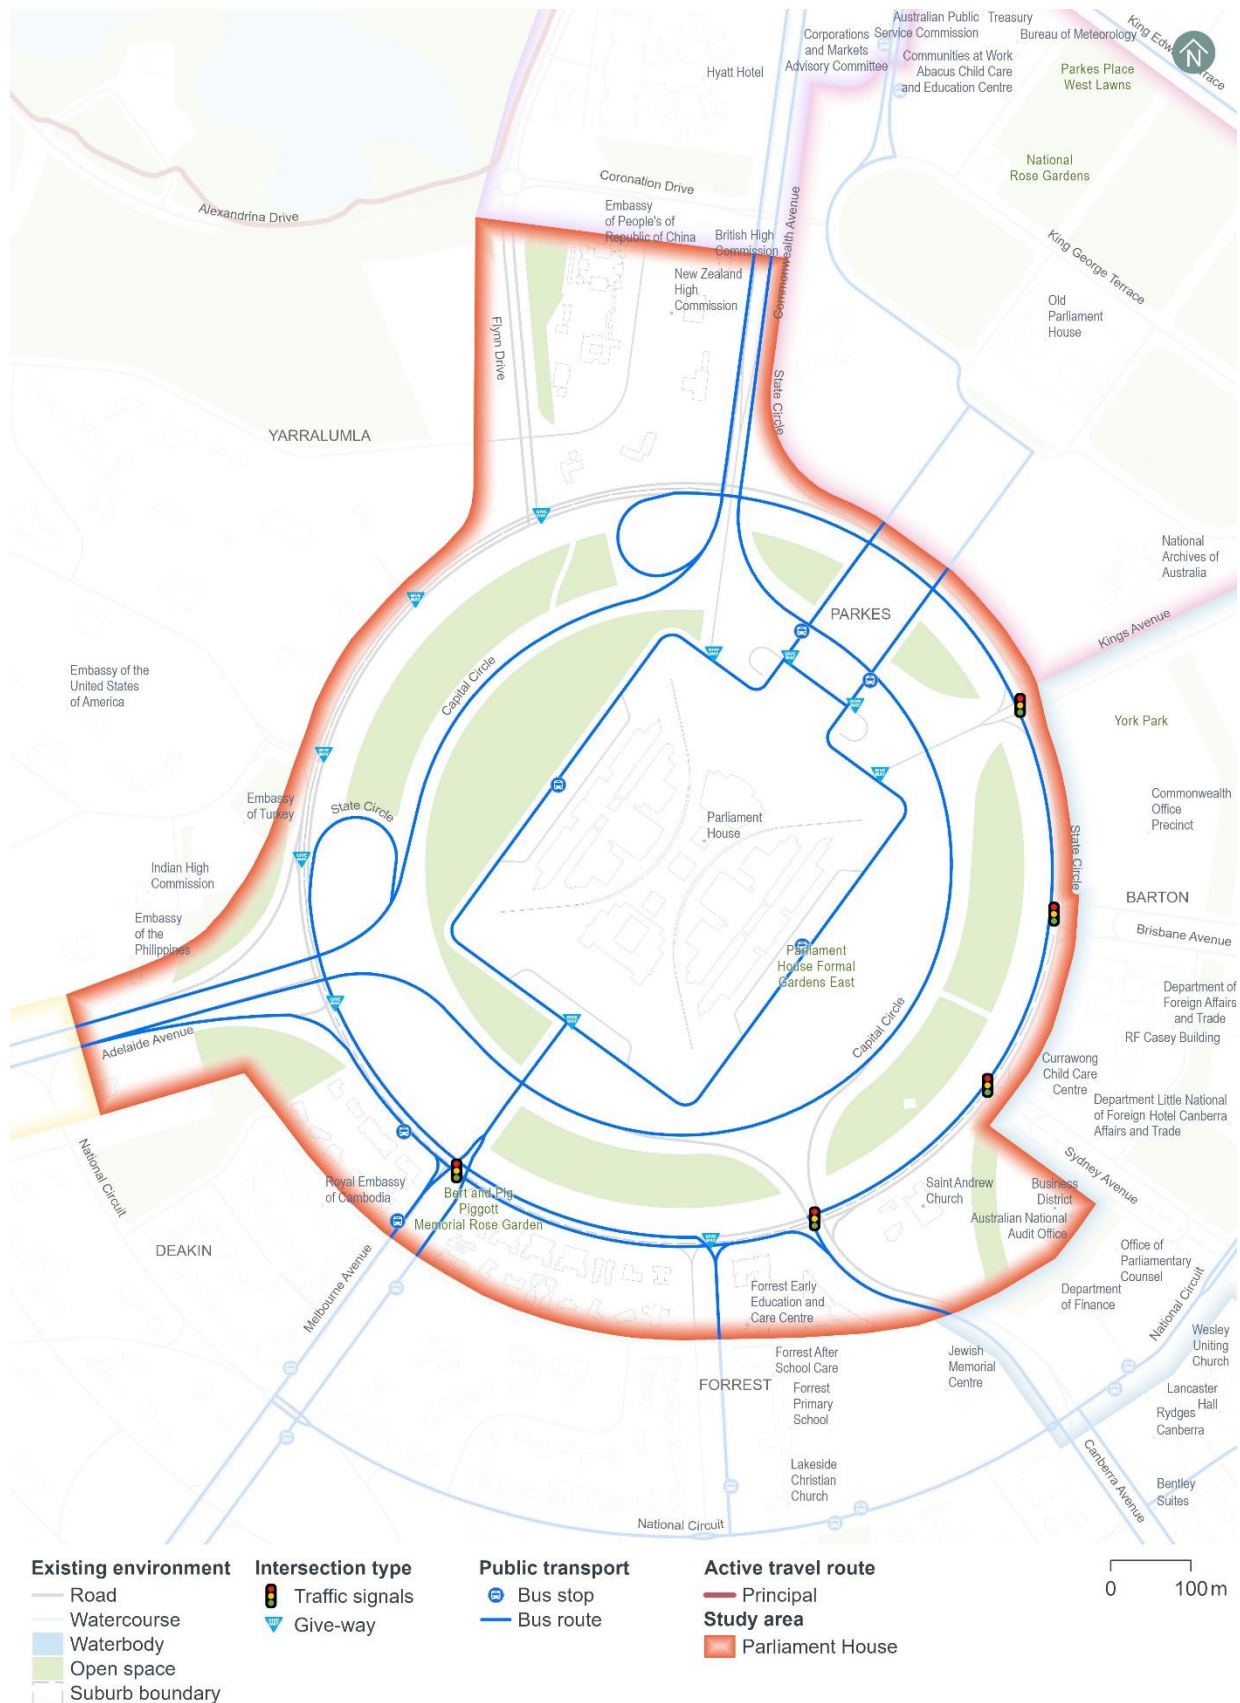 Australian Public
Service Commission
Treasury
Bureau of Meteorology
King Edward Terrace
Corporations
and Markets
Advisory Committee
Hyatt Hotel
Communities at Work
Abacus Child Care
and Education Centre
Parkes Place
West Lawns
N
National
Rose Gardens
Coronation Drive
Alexandrina Drive
Embassy
of People's of
Republic of China
British High
Commission
Commonwealth Avenue
King George Terrace
New Zealand
High
Commission
Old
Parliament
House
Flynn Drive
State Circle
YARRALUMLA
GIVE WAY
National
Archives of
Australia
PARKES
Kings Avenue
Embassy of the
United States
of America
Capital Circle
York Park
Embassy
of Turkey
State Circle
Parliament
House
Commonwealth
Office
Precinct
State Circle
Indian High
Commission
BARTON
Embassy
of the
Philippines
Brisbane Avenue
Parliament
House Formal
Gardens East
Department of
Foreign Affairs
and Trade
RF Casey Building
Adelaide Avenue
Capital Circle
Currawong
Child Care
Centre
Department
of Foreign
Affairs and Trade
Little National
Hotel Canberra
National Circuit
Sydney Avenue
Royal Embassy
of Cambodia
Bert and Pig
Piggott
Memorial Rose Garden
Saint Andrew
Church
Business
District
Australian National
Audit Office
DEAKIN
Melbourne Avenue
Office of
Parliamentary
Counsel
Department
of Finance
National Circuit
Forrest Early
Education and
Care Centre
Wesley
Uniting
Church
Forrest After
School Care
Jewish
Memorial
Centre
FORREST
Forrest
Primary
School
Lancaster
Hall
Rydges
Canberra
Lakeside
Christian
Church
Canberra Avenue
Bentley
Suites
National Circuit
Existing environment
Road
Watercourse
Waterbody
Open space
Suburb boundary
Intersection type
Traffic signals
Give-way
Public transport
Bus stop
Bus route
Active travel route
Principal
Study area
Parliament House
0 100 m